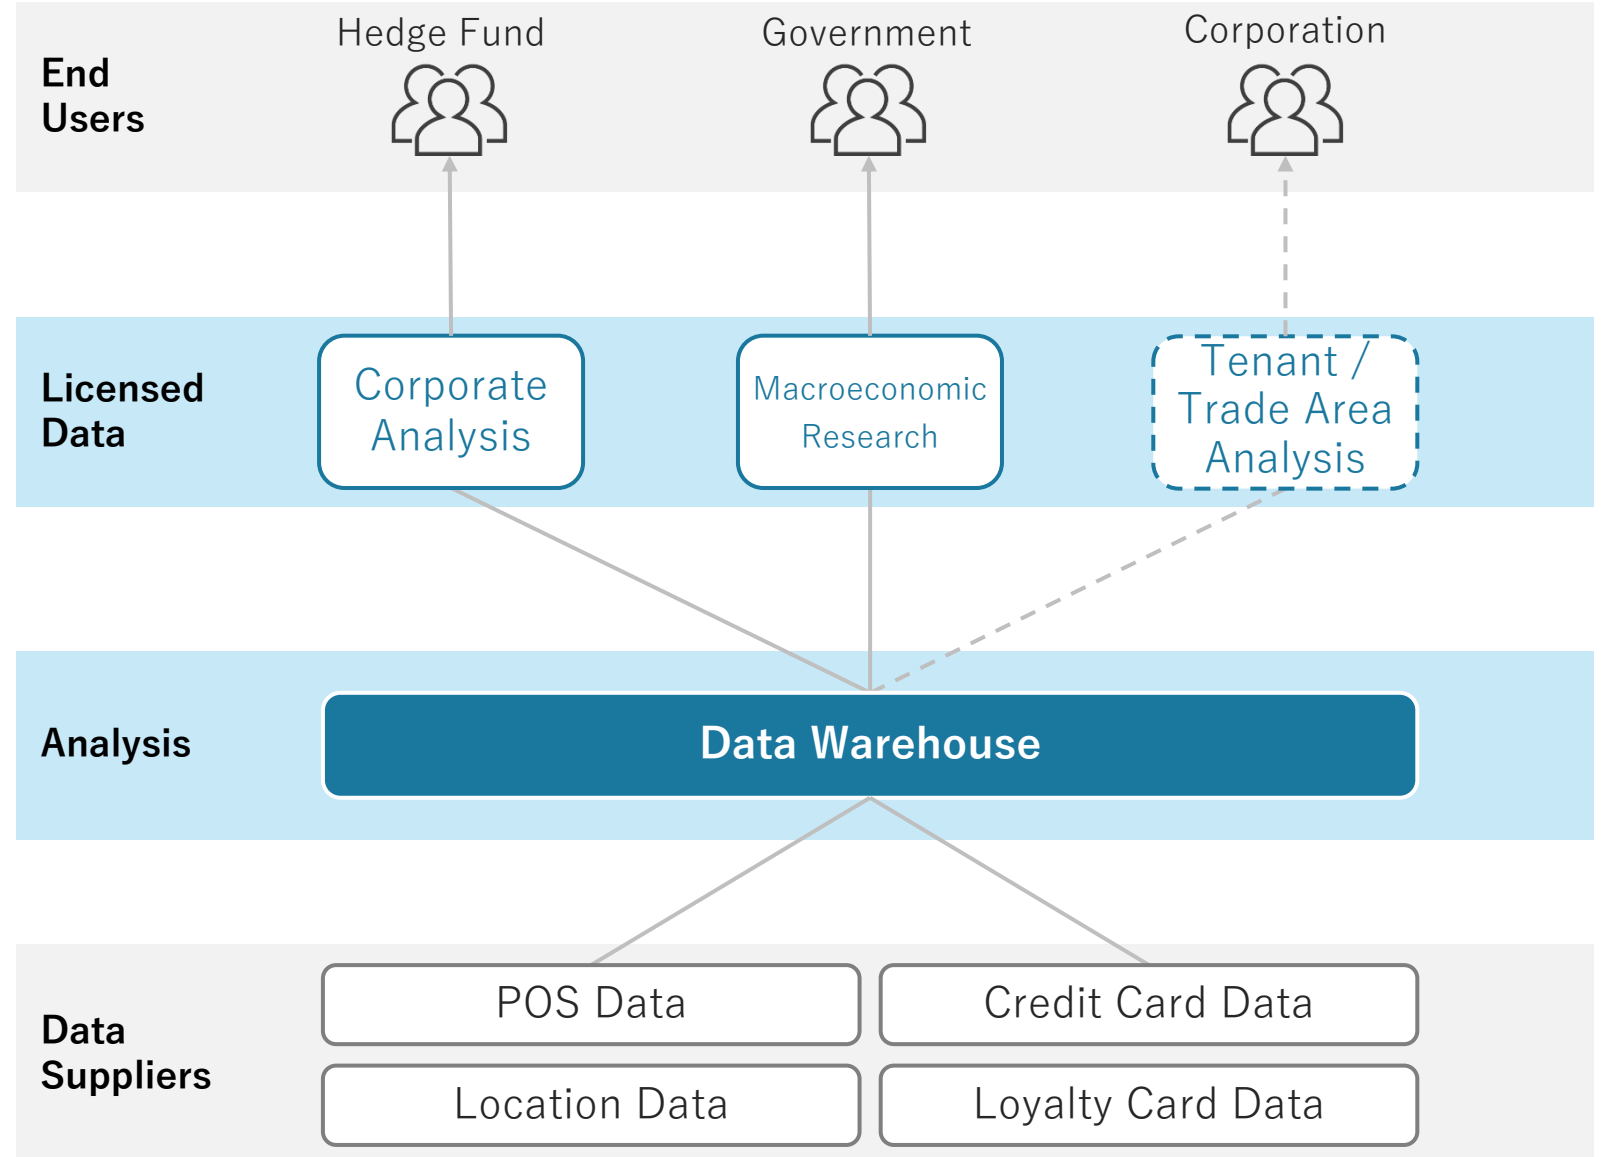 End
Users
Hedge Fund
Government
Corporation
Licensed
Data
Corporate
Analysis
Macroeconomic
Research
Tenant /
Trade Area
Analysis
Analysis
Data Warehouse
Data
Suppliers
POS Data
Credit Card Data
Location Data
Loyalty Card Data